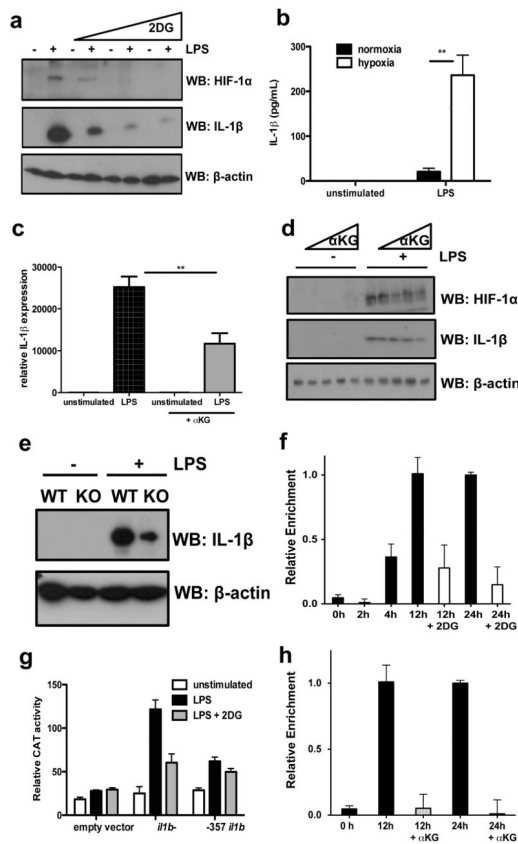 a
2DG
- + - + - + - + LPS
WB: HIF-1α
WB: IL-1β
WB: β-actin
b
normoxia
hypoxia
**
IL-1β (pg/mL)
300
200
100
0
unstimulated LPS
c
relative IL-1β expression
30000
20000
10000
0
**
unstimulated LPS unstimulated LPS
+ αKG
d
αKG αKG
- + LPS
WB: HIF-1α
WB: IL-1β
WB: β-actin
e
- + LPS
WT KO WT KO
WB: IL-1β
WB: β-actin
f
Relative Enrichment
1.0
0.5
0.0
0h 2h 4h 12h 12h 24h 24h
+ 2DG + 2DG
g
unstimulated
LPS
LPS + 2DG
Relative CAT activity
150
100
50
0
empty vector il1b- -357 il1b
h
Relative Enrichment
1.0
0.5
0.0
0 h 12h 12h 24h 24h
+ αKG + αKG